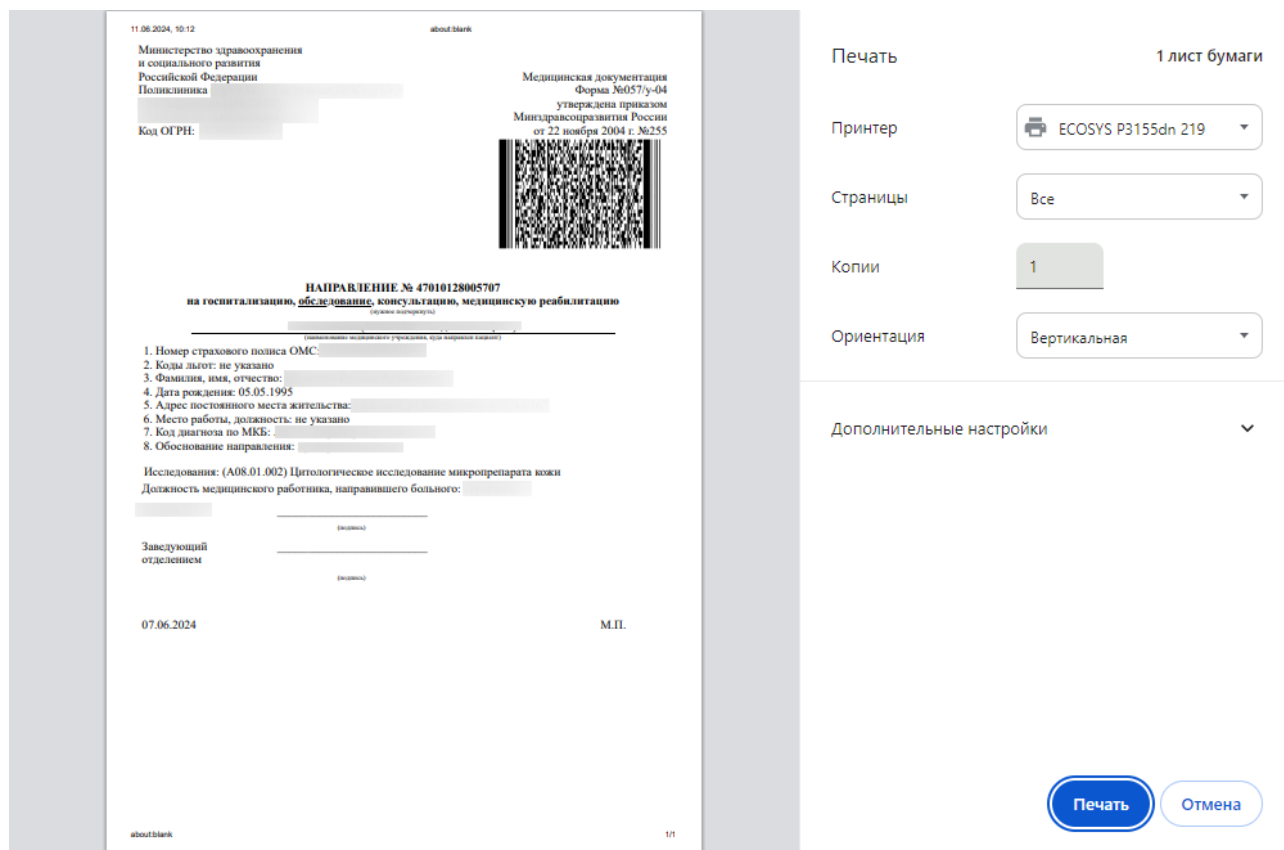 11.06.2024, 10:12
about:blank
Министерство здравоохранения
и социального развития
Российской Федерации
Поликлиника
Код ОГРН:
Медицинская документация
Форма №057/у-04
утверждена приказом
Минздравсоцразвития России
от 22 ноября 2004 г. №255
НАПРАВЛЕНИЕ № 47010128005707
на госпитализацию, обследование, консультацию, медицинскую реабилитацию
(нужное подчеркнуть)
(наименование медицинского учреждения, куда направлен пациент)
1. Номер страхового полиса ОМС:
2. Коды льгот: не указано
3. Фамилия, имя, отчество:
4. Дата рождения: 05.05.1995
5. Адрес постоянного места жительства:
6. Место работы, должность: не указано
7. Код диагноза по МКБ:
8. Обоснование направления:
Исследования: (A08.01.002) Цитологическое исследование микропрепарата кожи
Должность медицинского работника, направившего больного:
(подпись)
Заведующий
отделением
(подпись)
07.06.2024
М.П.
about:blank
1/1
Печать
1 лист бумаги
Принтер
ECOSYS P3155dn 219
Страницы
Все
Копии
1
Ориентация
Вертикальная
Дополнительные настройки
Печать
Отмена